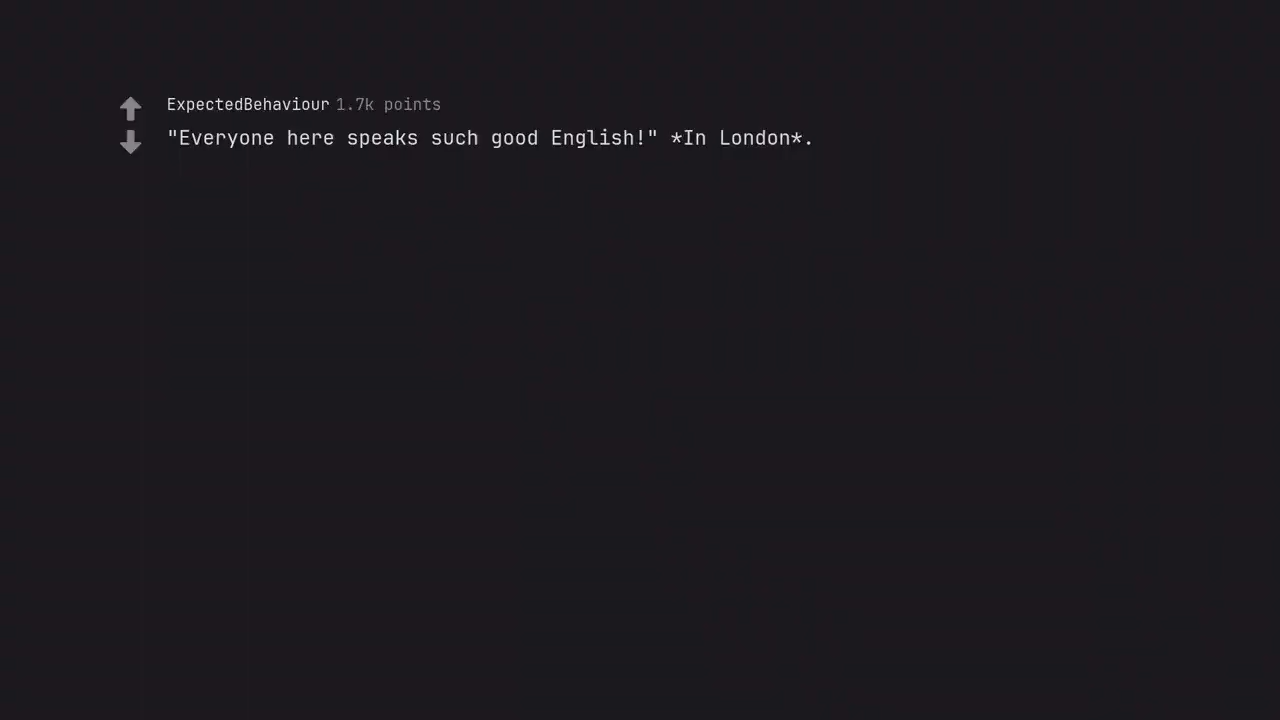 ExpectedBehaviour 1.7k points
"Everyone here speaks such good English!" *In London*.